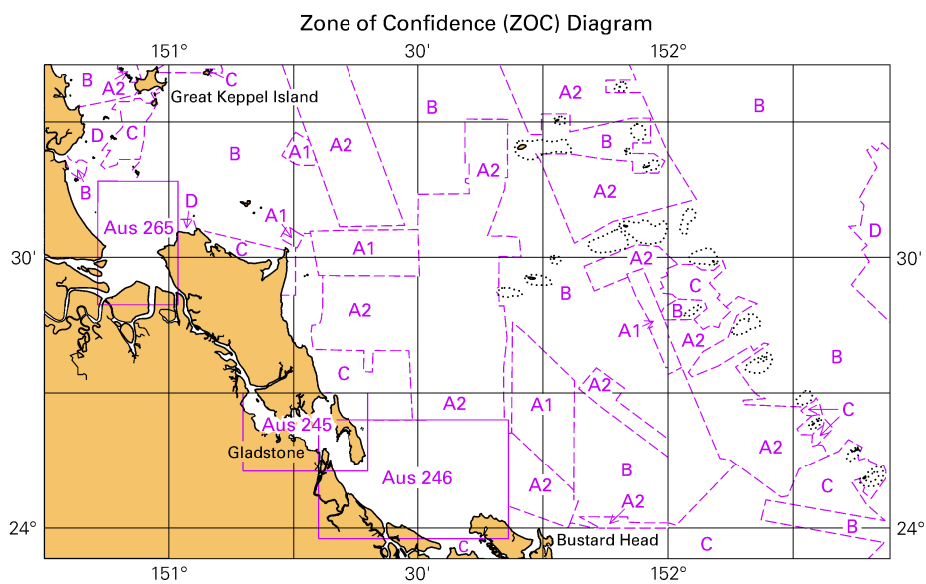 Zone of Confidence (ZOC) Diagram
151° 30' 152°
B A2 C A2 B B
Great Keppel Island
D C B A1 A2 B
A2
B D A2
Aus 265 A1 D
C A1
30' A2 30'
B C
A2 B
A1 A2
B
C A2
A2 A1 C
Aus 245
A2
Gladstone B
Aus 246 A2 C
A2
24° B 24°
Bustard Head
C C
151° 30' 152°